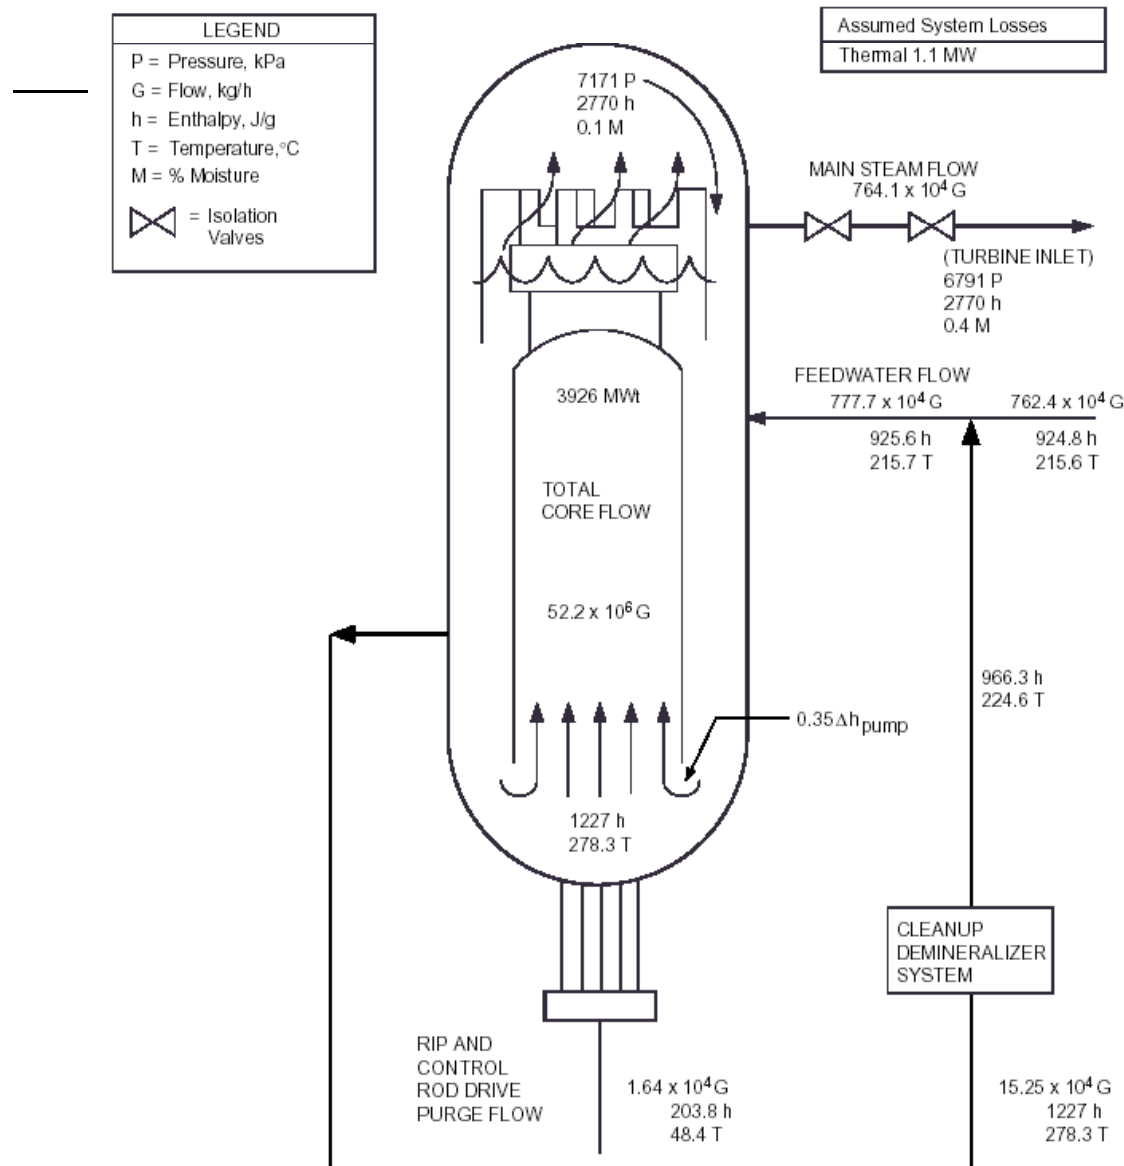 LEGEND
P = Pressure, kPa
G = Flow, kg/h
h = Enthalpy, J/g
T = Temperature,°C
M = % Moisture
= Isolation
Valves
Assumed System Losses
Thermal 1.1 MW
7171 P
2770 h
0.1 M
MAIN STEAM FLOW
764.1 x 10⁴ G
(TURBINE INLET)
6791 P
2770 h
0.4 M
FEEDWATER FLOW
777.7 x 10⁴ G
925.6 h
215.7 T
762.4 x 10⁴ G
924.8 h
215.6 T
3926 MWt
TOTAL
CORE FLOW
52.2 x 10⁶ G
966.3 h
224.6 T
0.35Δh pump
1227 h
278.3 T
CLEANUP
DEMINERALIZER
SYSTEM
RIP AND
CONTROL
ROD DRIVE
PURGE FLOW
1.64 x 10⁴ G
203.8 h
48.4 T
15.25 x 10⁴ G
1227 h
278.3 T